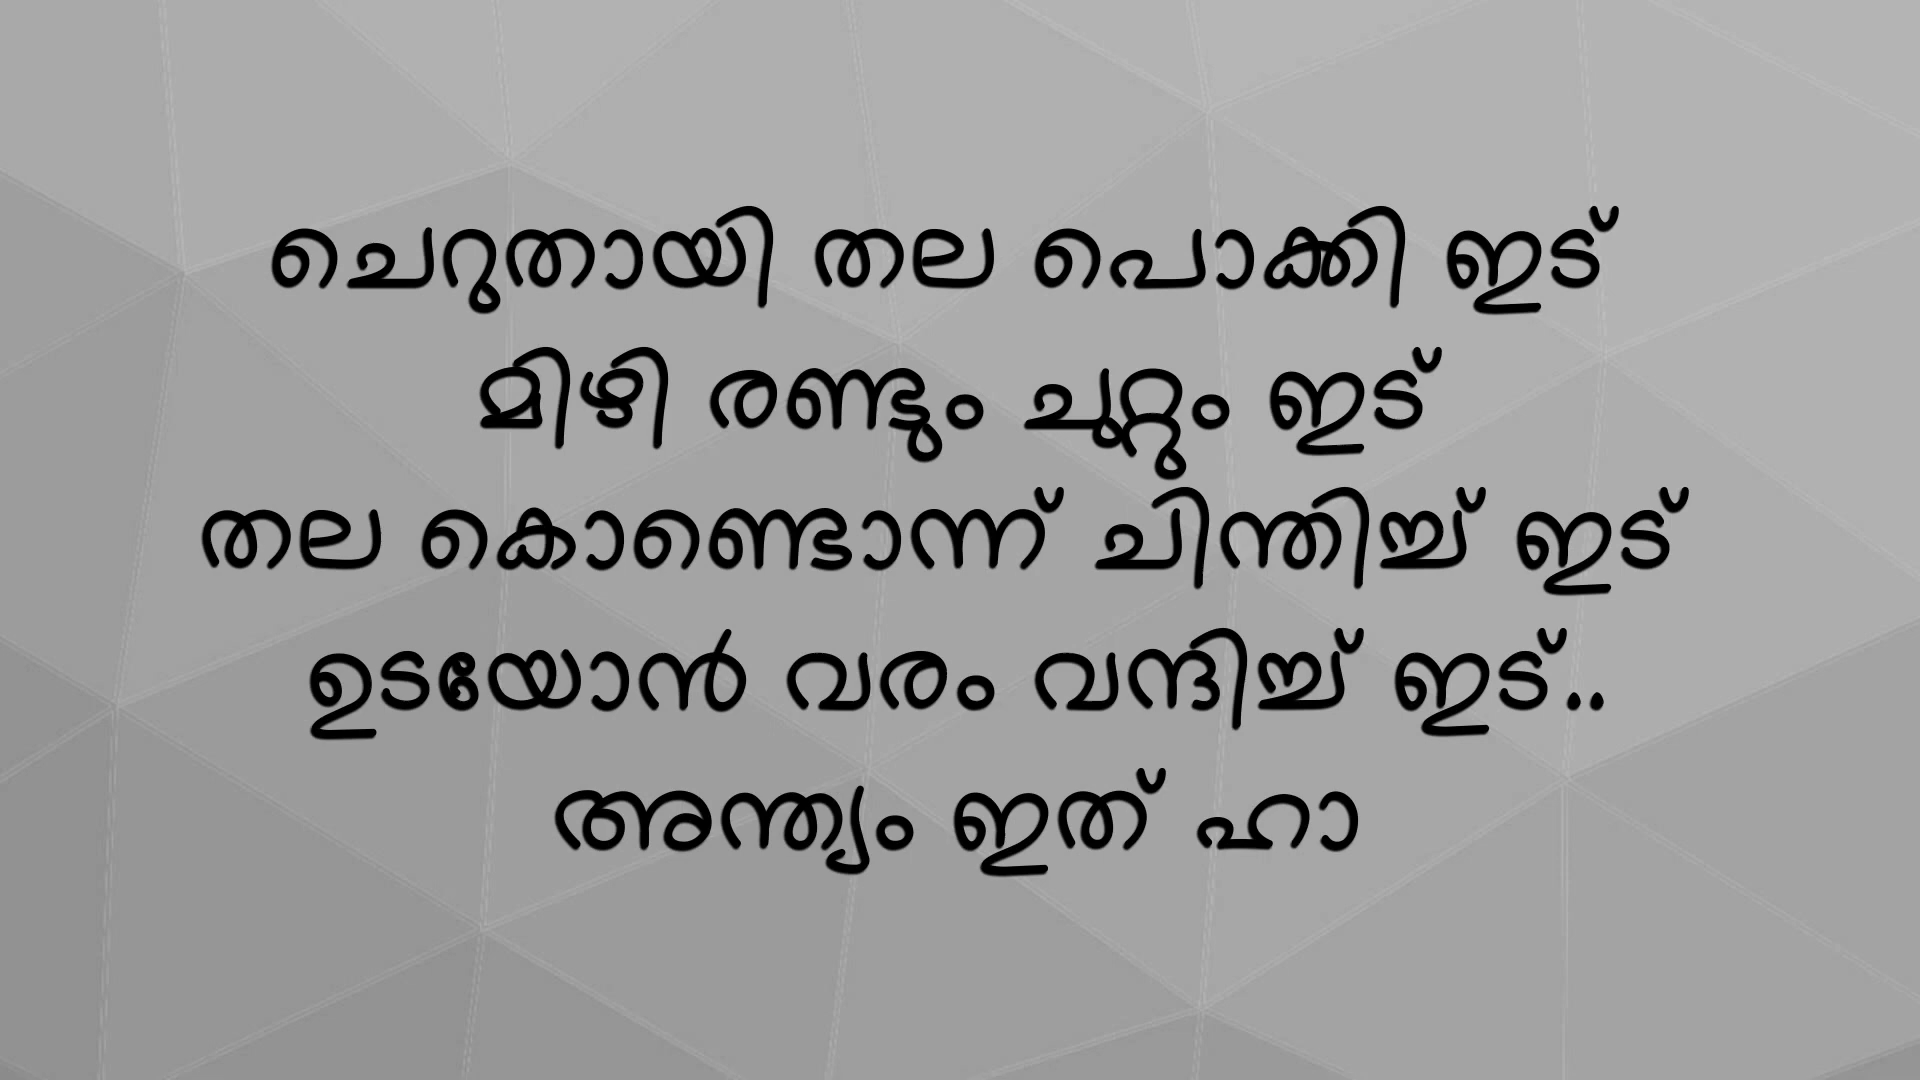 ചെറുതായി തല പൊക്കി ഇട്
മിഴി രണ്ടും ചുറ്റും ഇട്
തല കൊണ്ടൊന്ന് ചിന്തിച്ച് ഇട്
ഉടയോൻ വരം വന്ദിച്ച് ഇട്..
അന്ത്യം ഇത് ഹാ